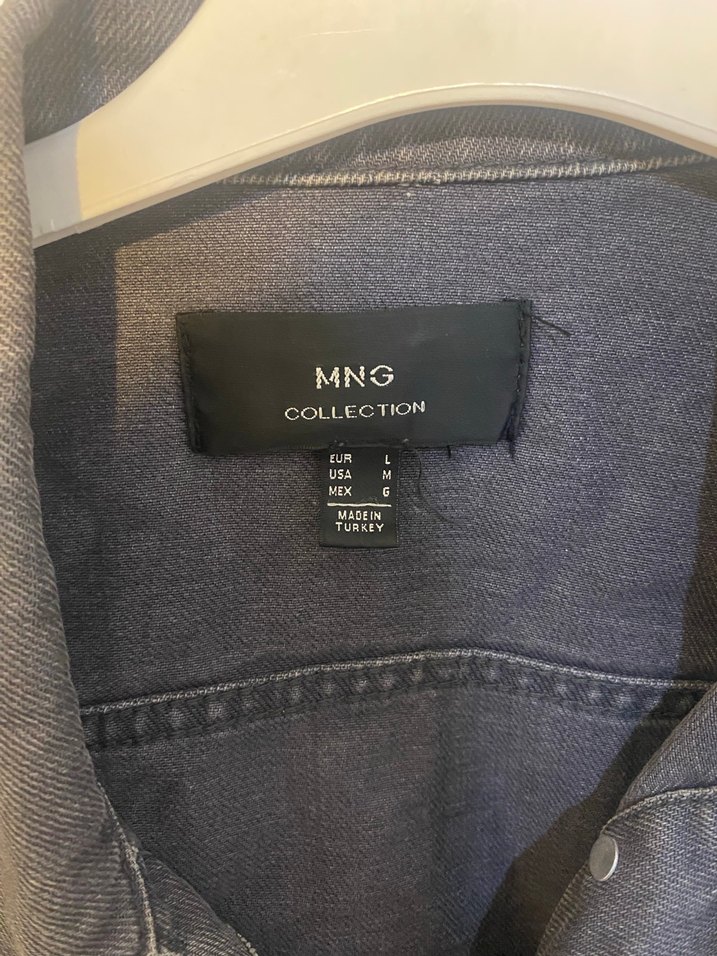 MNG
COLLECTION
EUR L
USA M
MEX G
MADE IN
TURKEY